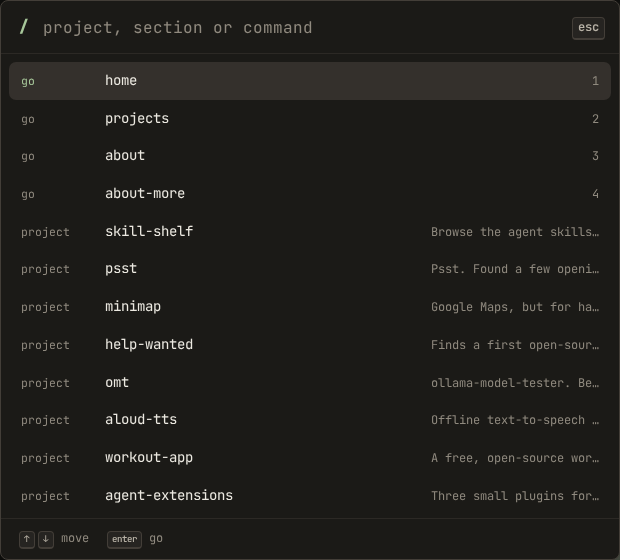 / project, section or command esc
go home 1
go projects 2
go about 3
go about-more 4
project skill-shelf Browse the agent skills…
project psst Psst. Found a few openi…
project minimap Google Maps, but for ha…
project help-wanted Finds a first open-sour…
project omt ollama-model-tester. Be…
project aloud-tts Offline text-to-speech …
project workout-app A free, open-source wor…
project agent-extensions Three small plugins for…
↑ ↓ move enter go